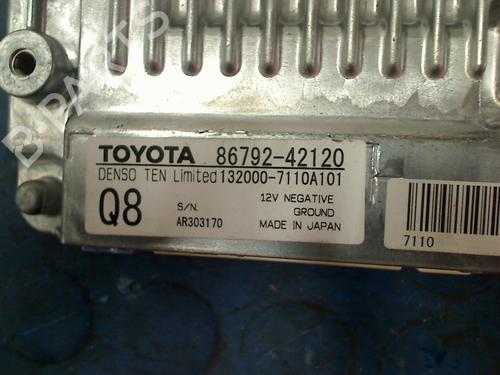 TOYOTA 86792-42120
DENSO TEN Limited 132000-7110A101
Q8
S/N.
AR303170
12V NEGATIVE
GROUND
MADE IN JAPAN
7110
B-PARTS